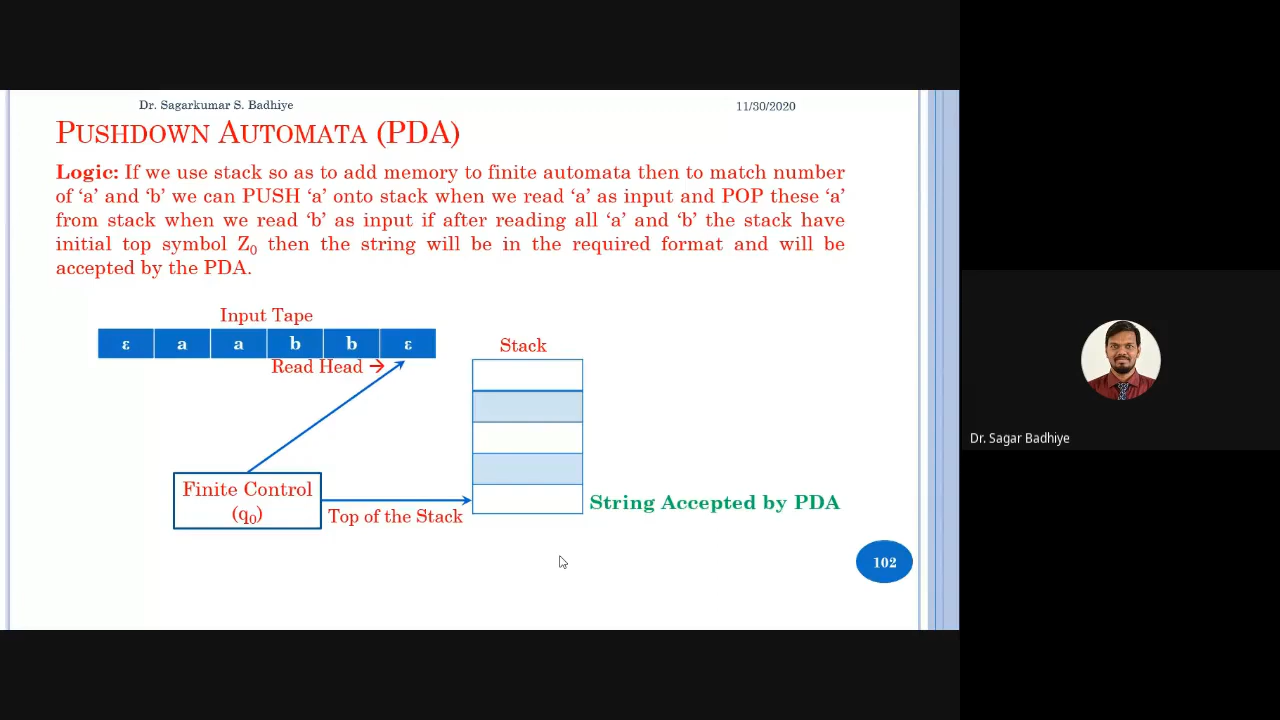 Dr. Sagarkumar S. Badhiye
11/30/2020
PUSHDOWN AUTOMATA (PDA)
Logic: If we use stack so as to add memory to finite automata then to match number
of ‘a’ and ‘b’ we can PUSH ‘a’ onto stack when we read ‘a’ as input and POP these ‘a’
from stack when we read ‘b’ as input if after reading all ‘a’ and ‘b’ the stack have
initial top symbol Z₀ then the string will be in the required format and will be
accepted by the PDA.
Input Tape
ε a a b b ε
Read Head →
Stack
Finite Control
(q₀)
Top of the Stack
String Accepted by PDA
102
Dr. Sagar Badhiye